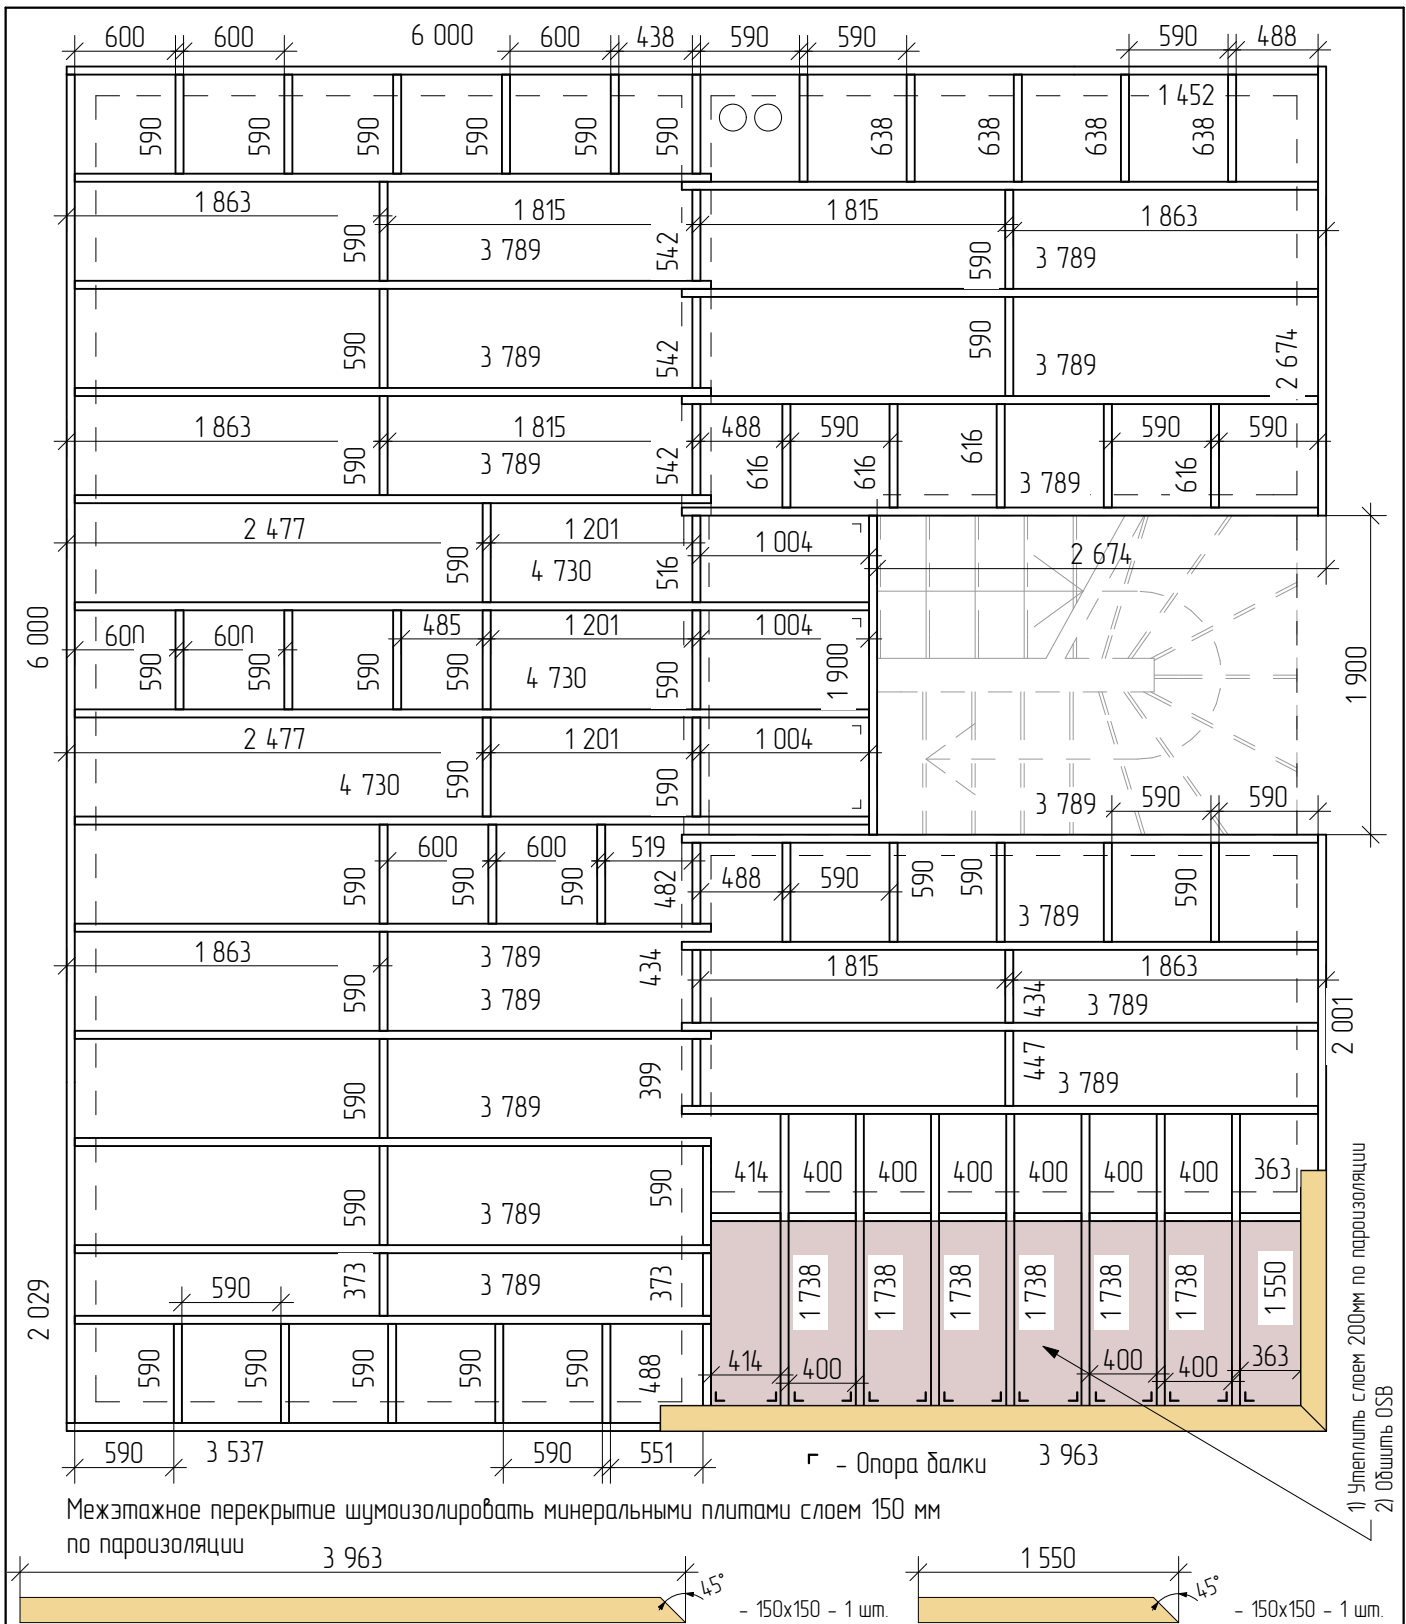 600 600 6 000 600 438 590 590 590 488
1 452
590 590 590 590 590 590 638 638 638 638
1 863 1 815 1 815 1 863
590 3 789 542 590 3 789
590 3 789 542 590 3 789 2 674
1 863 1 815 488 590 590 590
590 3 789 542 616 616 616 3 789 616
2 477 1 201 1 004 2 674
590 4 730 516
6 000
600 600 485 1 201 1 004
590 590 590 590 4 730 590 1 900 1 900
2 477 1 201 1 004
4 730 590 590 3 789 590 590
600 600 519
590 590 590 482 488 590 590 590 3 789 590
1 863 3 789 434 1 815 1 863
590 3 789 434 3 789 2 001
590 3 789 399 447 3 789
414 400 400 400 400 400 400 363
590 3 789 590
2 029
590 373 3 789 373 1 738 1 738 1 738 1 738 1 738 1 738 1 550
590 590 590 590 590 488 414 400 400 400 363
590 3 537 590 551 3 963
- Опора балки
1) Утеплить слоем 200мм по пароизоляции
2) Обшить OSB
Межэтажное перекрытие шумоизолировать минеральными плитами слоем 150 мм
по пароизоляции
3 963 1 550
45° 45°
- 150х150 - 1 шт. - 150х150 - 1 шт.